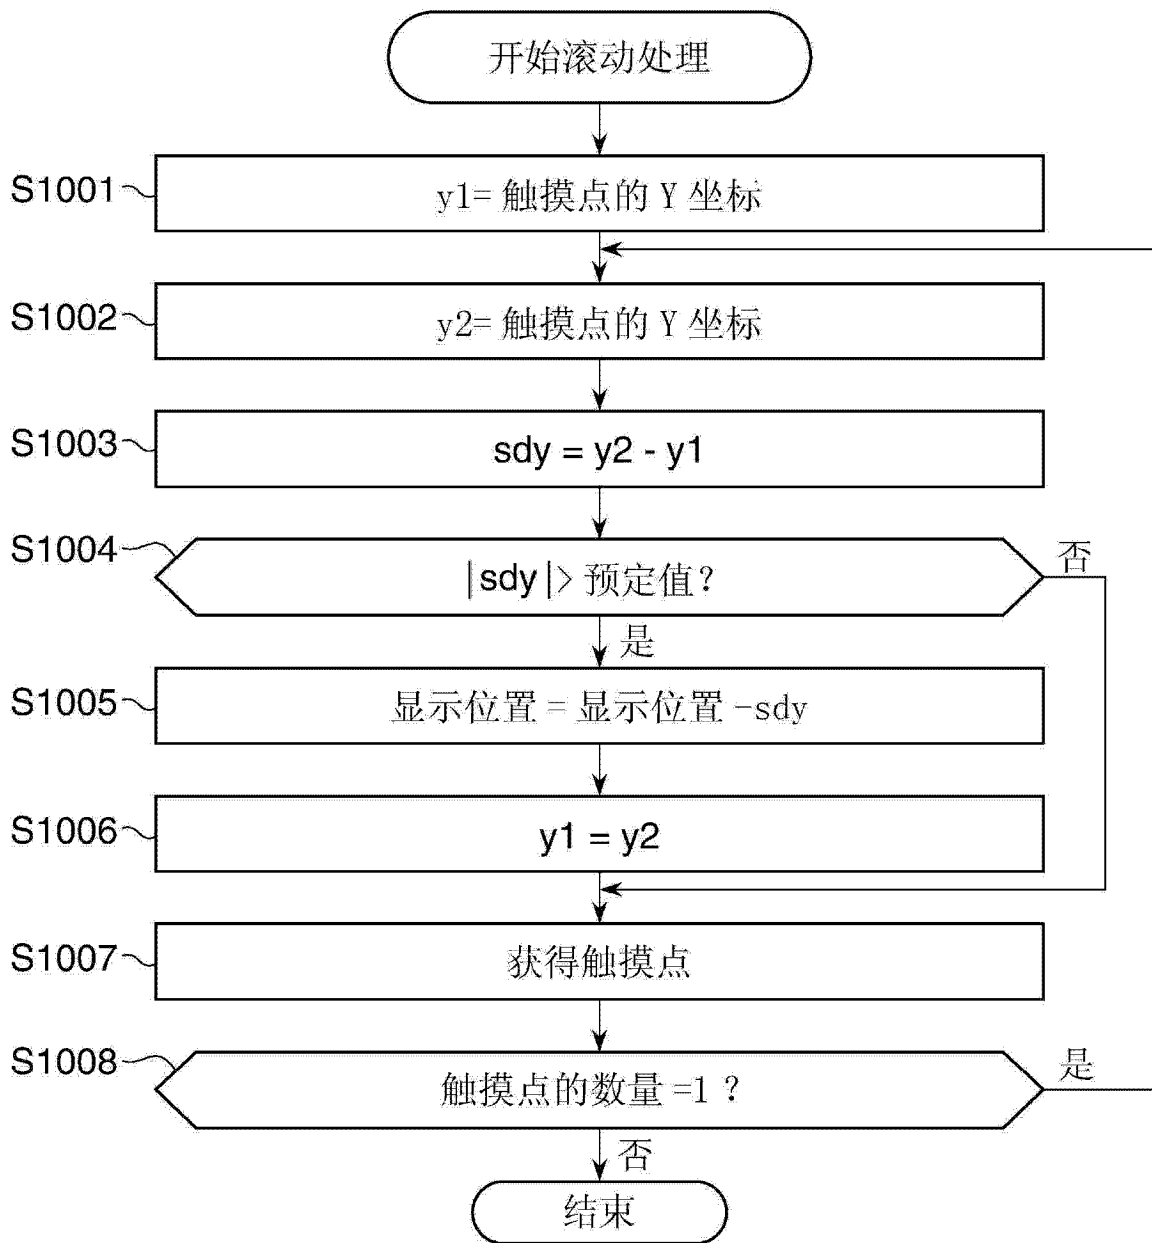 开始滚动处理
S1001
y1= 触摸点的 Y 坐标
S1002
y2= 触摸点的 Y 坐标
S1003
sdy = y2 - y1
S1004
|sdy|> 预定值?
否
是
S1005
显示位置 = 显示位置 -sdy
S1006
y1 = y2
S1007
获得触摸点
S1008
触摸点的数量 =1 ?
是
否
结束